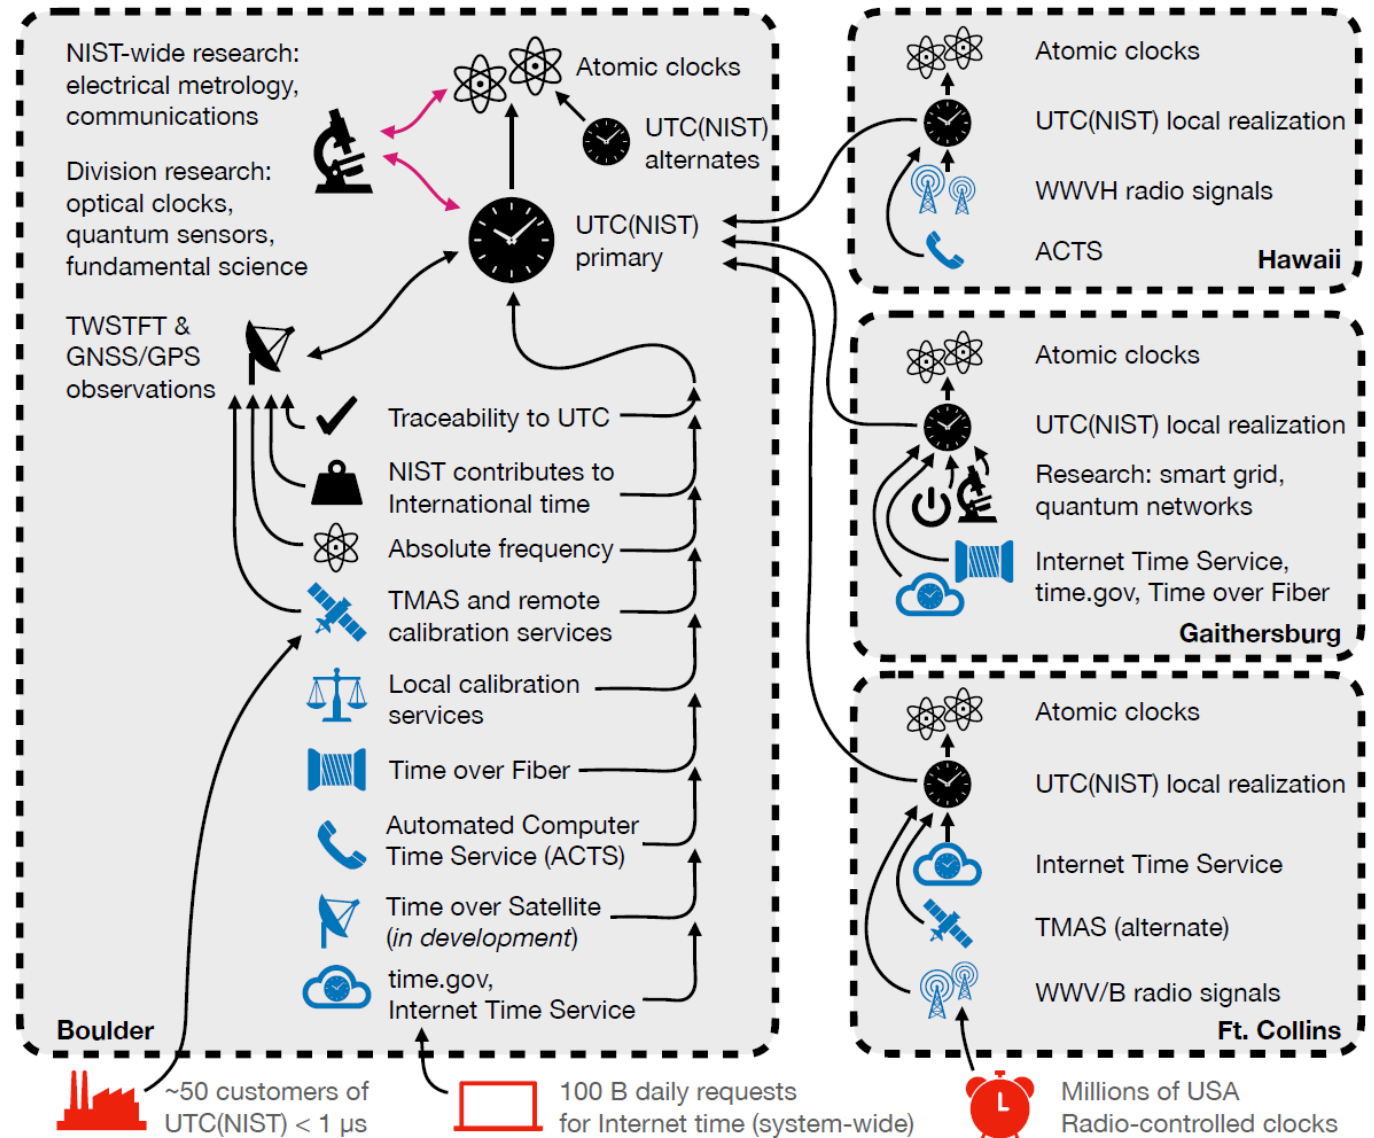 NIST-wide research:
electrical metrology,
communications
Division research:
optical clocks,
quantum sensors,
fundamental science
TWSTFT &
GNSS/GPS
observations
Atomic clocks
UTC(NIST)
alternates
UTC(NIST)
primary
Traceability to UTC
NIST contributes to
International time
Absolute frequency
TMAS and remote
calibration services
Local calibration
services
Time over Fiber
Automated Computer
Time Service (ACTS)
Time over Satellite
(in development)
time.gov,
Internet Time Service
Boulder
Atomic clocks
UTC(NIST) local realization
WWVH radio signals
ACTS
Hawaii
Atomic clocks
UTC(NIST) local realization
Research: smart grid,
quantum networks
Internet Time Service,
time.gov, Time over Fiber
Gaithersburg
Atomic clocks
UTC(NIST) local realization
Internet Time Service
TMAS (alternate)
WWV/B radio signals
Ft. Collins
~50 customers of
UTC(NIST) < 1 µs
100 B daily requests
for Internet time (system-wide)
Millions of USA
Radio-controlled clocks